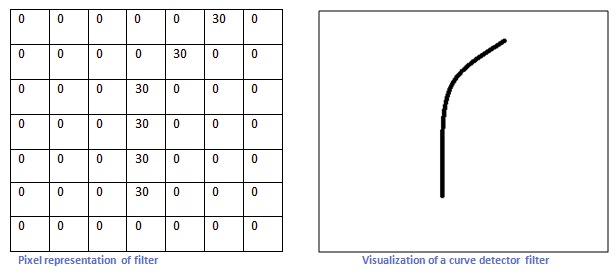 0 0 0 0 0 30 0
0 0 0 0 30 0 0
0 0 0 30 0 0 0
0 0 0 30 0 0 0
0 0 0 30 0 0 0
0 0 0 30 0 0 0
0 0 0 0 0 0 0
Pixel representation of filter
Visualization of a curve detector filter